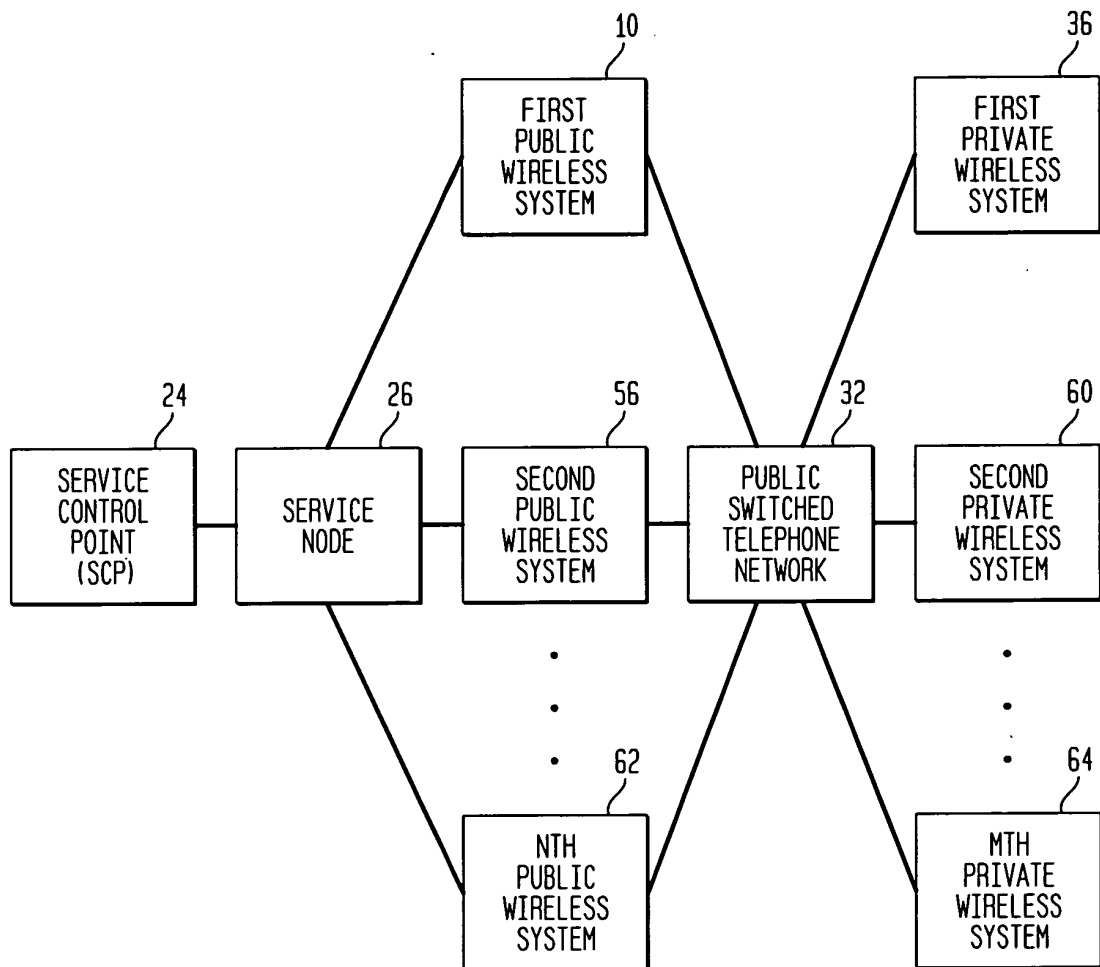 10
36
FIRST
PUBLIC
WIRELESS
SYSTEM
FIRST
PRIVATE
WIRELESS
SYSTEM
24
26
56
32
60
SERVICE
CONTROL
POINT
(SCP)
SERVICE
NODE
SECOND
PUBLIC
WIRELESS
SYSTEM
PUBLIC
SWITCHED
TELEPHONE
NETWORK
SECOND
PRIVATE
WIRELESS
SYSTEM
62
64
NTH
PUBLIC
WIRELESS
SYSTEM
MTH
PRIVATE
WIRELESS
SYSTEM